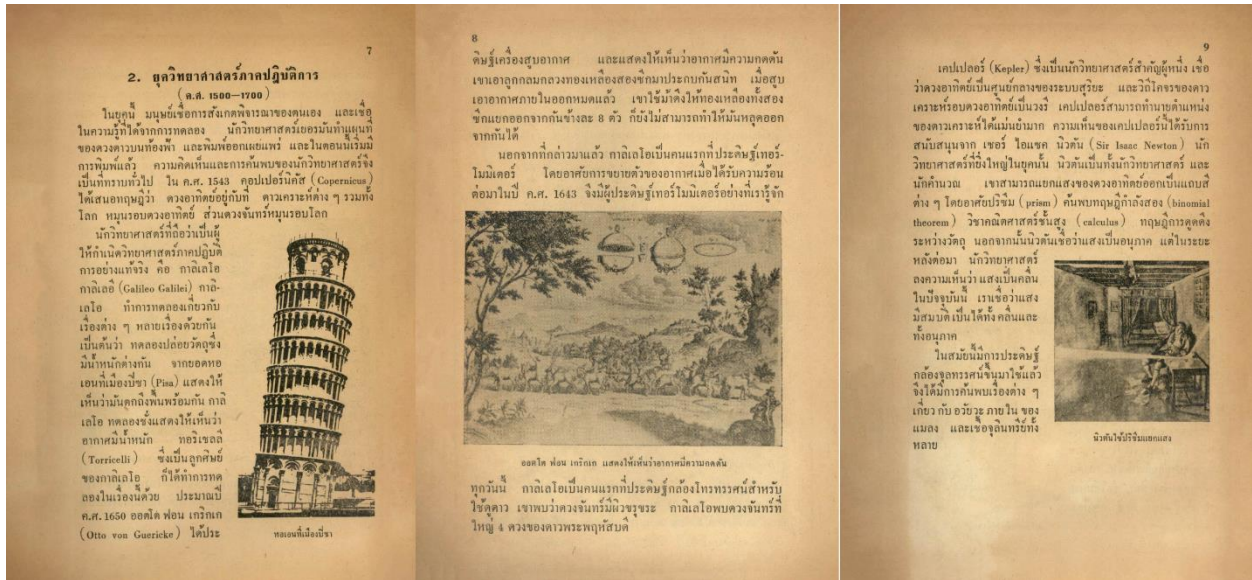 7
2. ยุควิทยาศาสตร์ภาคปฏิบัติการ
(ค.ศ. 1500—1700)
ในยุคนี้ มนุษย์เชื่อการสังเกตพิจารณาของตนเอง และเชื่อ
ในความรู้ที่ได้จากการทดลอง นักวิทยาศาสตร์เยอรมันทำแผนที่
ของดวงดาวบนท้องฟ้า และพิมพ์ออกเผยแพร่ และในตอนนี้เริ่มมี
การพิมพ์แล้ว ความคิดเห็นและการค้นพบของนักวิทยาศาสตร์จึง
เป็นที่ทราบทั่วไป ใน ค.ศ. 1543 คอปเปอร์นิคัส (Copernicus)
ได้เสนอทฤษฎีว่า ดวงอาทิตย์อยู่กับที่ ดาวเคราะห์ต่าง ๆ รวมทั้ง
โลก หมุนรอบดวงอาทิตย์ ส่วนดวงจันทร์หมุนรอบโลก
นักวิทยาศาสตร์ที่ถือว่าเป็นผู้
ให้กำเนิดวิทยาศาสตร์ภาคปฏิบัติ
การอย่างแท้จริง คือ กาลิเลโอ
กาลิเลอี (Galileo Galilei) กาลิ-
เลโอ ทำการทดลองเกี่ยวกับ
เรื่องต่าง ๆ หลายเรื่องด้วยกัน
เป็นต้นว่า ทดลองปล่อยวัตถุซึ่ง
มีน้ำหนักต่างกัน จากยอดหอ
เอนที่เมืองปิซา (Pisa) แสดงให้
เห็นว่ามันตกถึงพื้นพร้อมกัน กาลิ
เลโอ ทดลองชั่งแสดงให้เห็นว่า
อากาศมีน้ำหนัก ทอริเชลลี
(Torricelli) ซึ่งเป็นลูกศิษย์
ของกาลิเลโอ ก็ได้ทำการทด
ลองในเรื่องนี้ด้วย ประมาณปี
ค.ศ. 1650 ออตโต ฟอน เกริกเก
(Otto von Guericke) ได้ประ
หอเอนที่เมืองปิซา
8
ดิษฐ์เครื่องสูบอากาศ และแสดงให้เห็นว่าอากาศมีความกดดัน
เขาเอาลูกกลมกลวงทองเหลืองสองซีกมาประกบกันสนิท เมื่อสูบ
เอาอากาศภายในออกหมดแล้ว เขาใช้ม้าดึงให้ทองเหลืองทั้งสอง
ซีกแยกออกจากกันข้างละ 8 ตัว ก็ยังไม่สามารถทำให้มันหลุดออก
จากกันได้
นอกจากที่กล่าวมาแล้ว กาลิเลโอเป็นคนแรกที่ประดิษฐ์เทอร์-
โมมิเตอร์ โดยอาศัยการขยายตัวของอากาศเมื่อได้รับความร้อน
ต่อมาในปี ค.ศ. 1643 จึงมีผู้ประดิษฐ์เทอร์โมมิเตอร์อย่างที่เรารู้จัก
ออตโต ฟอน เกริกเก แสดงให้เห็นว่าอากาศมีความกดดัน
ทุกวันนี้ กาลิเลโอเป็นคนแรกที่ประดิษฐ์กล้องโทรทรรศน์สำหรับ
ใช้ดูดาว เขาพบว่าดวงจันทร์มีผิวขรุขระ กาลิเลโอพบดวงจันทร์ที่
ใหญ่ 4 ดวงของดาวพระพฤหัสบดี
9
เคปเปลอร์ (Kepler) ซึ่งเป็นนักวิทยาศาสตร์สำคัญผู้หนึ่ง เชื่อ
ว่าดวงอาทิตย์เป็นศูนย์กลางของระบบสุริยะ และวิถีโคจรของดาว
เคราะห์รอบดวงอาทิตย์เป็นวงรี เคปเปลอร์สามารถทำนายตำแหน่ง
ของดาวเคราะห์ได้แม่นยำมาก ความเห็นของเคปเปลอร์นี้ได้รับการ
สนับสนุนจาก เซอร์ ไอแซค นิวตัน (Sir Isaac Newton) นัก
วิทยาศาสตร์ที่ยิ่งใหญ่ในยุคนั้น นิวตันเป็นทั้งนักวิทยาศาสตร์ และ
นักคำนวณ เขาสามารถแยกแสงของดวงอาทิตย์ออกเป็นแถบสี
ต่าง ๆ โดยอาศัยปริซึม (prism) ค้นพบทฤษฎีกำลังสอง (binomial
theorem) วิชาคณิตศาสตร์ชั้นสูง (calculus) ทฤษฎีการดูดดึง
ระหว่างวัตถุ นอกจากนั้นนิวตันเชื่อว่าแสงเป็นอนุภาค แต่ในระยะ
หลังต่อมา นักวิทยาศาสตร์
ลงความเห็นว่า แสงเป็นคลื่น
ในปัจจุบันนี้ เราเชื่อว่าแสง
มีสมบัติ เป็นได้ทั้ง คลื่นและ
ทั้งอนุภาค
ในสมัยนี้มีการประดิษฐ์
กล้องจุลทรรศน์ขึ้นมาใช้แล้ว
จึงได้มีการค้นพบเรื่องต่าง ๆ
เกี่ยว กับ อวัยวะ ภายใน ของ
แมลง และเชื้อจุลินทรีย์ทั้ง
หลาย
นิวตันใช้ปริซึมแยกแสง